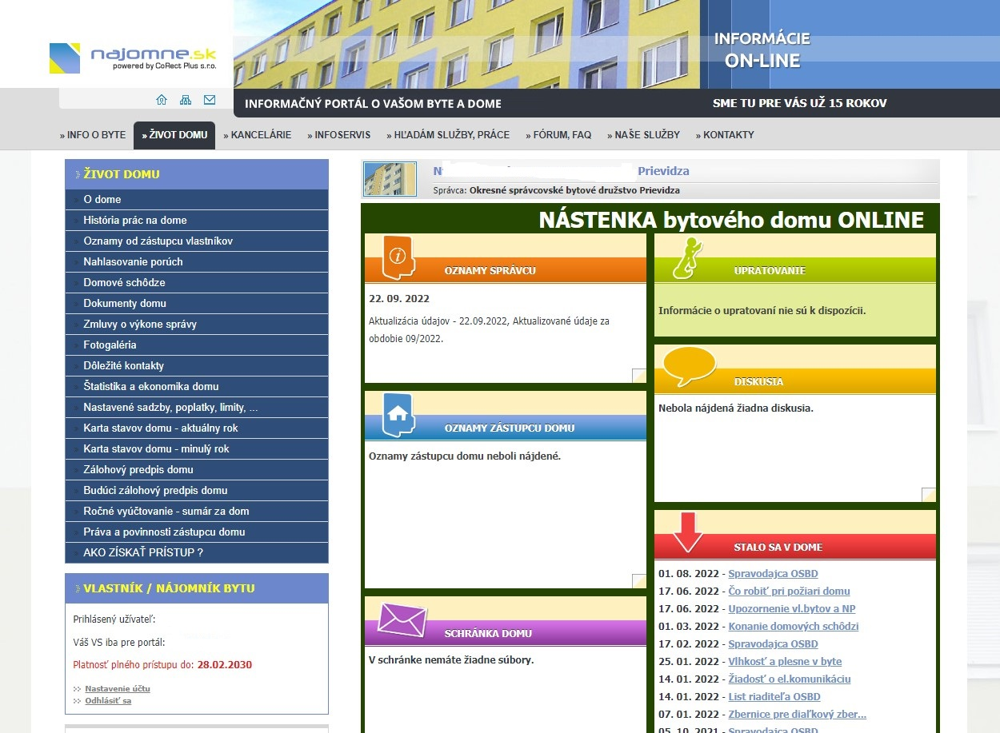 najomne.sk
powered by CoRect Plus s.r.o.
INFORMÁCIE
ON-LINE
INFORMAČNÝ PORTÁL O VAŠOM BYTE A DOME
SME TU PRE VÁS UŽ 15 ROKOV
» INFO O BYTE » ŽIVOT DOMU » KANCELÁRIE » INFOSERVIS » HĽADÁM SLUŽBY, PRÁCE » FÓRUM, FAQ » NAŠE SLUŽBY » KONTAKTY
ŽIVOT DOMU
O dome
História prác na dome
Oznamy od zástupcu vlastníkov
Nahlasovanie porúch
Domové schôdze
Dokumenty domu
Zmluvy o výkone správy
Fotogaléria
Dôležité kontakty
Štatistika a ekonomika domu
Nastavené sadzby, poplatky, limity, ...
Karta stavov domu - aktuálny rok
Karta stavov domu - minulý rok
Zálohový predpis domu
Budúci zálohový predpis domu
Ročné vyúčtovanie - sumár za dom
Práva a povinnosti zástupcu domu
AKO ZÍSKAŤ PRÍSTUP ?
VLASTNÍK / NÁJOMNÍK BYTU
Prihlásený užívateľ:
Váš VS iba pre portál:
Platnosť plného prístupu do: 28.02.2030
Nastavenie účtu
Odhlásiť sa
Prievidza
Správca: Okresné správcovské bytové družstvo Prievidza
NÁSTENKA bytového domu ONLINE
OZNAMY SPRÁVCU
22. 09. 2022
Aktualizácia údajov - 22.09.2022, Aktualizované údaje za
obdobie 09/2022.
OZNAMY ZÁSTUPCU DOMU
Oznamy zástupcu domu neboli nájdené.
SCHRÁNKA DOMU
V schránke nemáte žiadne súbory.
UPRATOVANIE
Informácie o upratovaní nie sú k dispozícii.
DISKUSIA
Nebola nájdená žiadna diskusia.
STALO SA V DOME
01. 08. 2022 - Spravodajca OSBD
17. 06. 2022 - Čo robiť pri požiari domu
17. 06. 2022 - Upozornenie vl.bytov a NP
01. 03. 2022 - Konanie domových schôdzi
17. 02. 2022 - Spravodajca OSBD
25. 01. 2022 - Vlhkosť a plesne v byte
14. 01. 2022 - Žiadosť o el.komunikáciu
14. 01. 2022 - List riaditeľa OSBD
07. 01. 2022 - Zbernice pre diaľkový zber...
05. 10. 2021 - Spravodajca OSBD